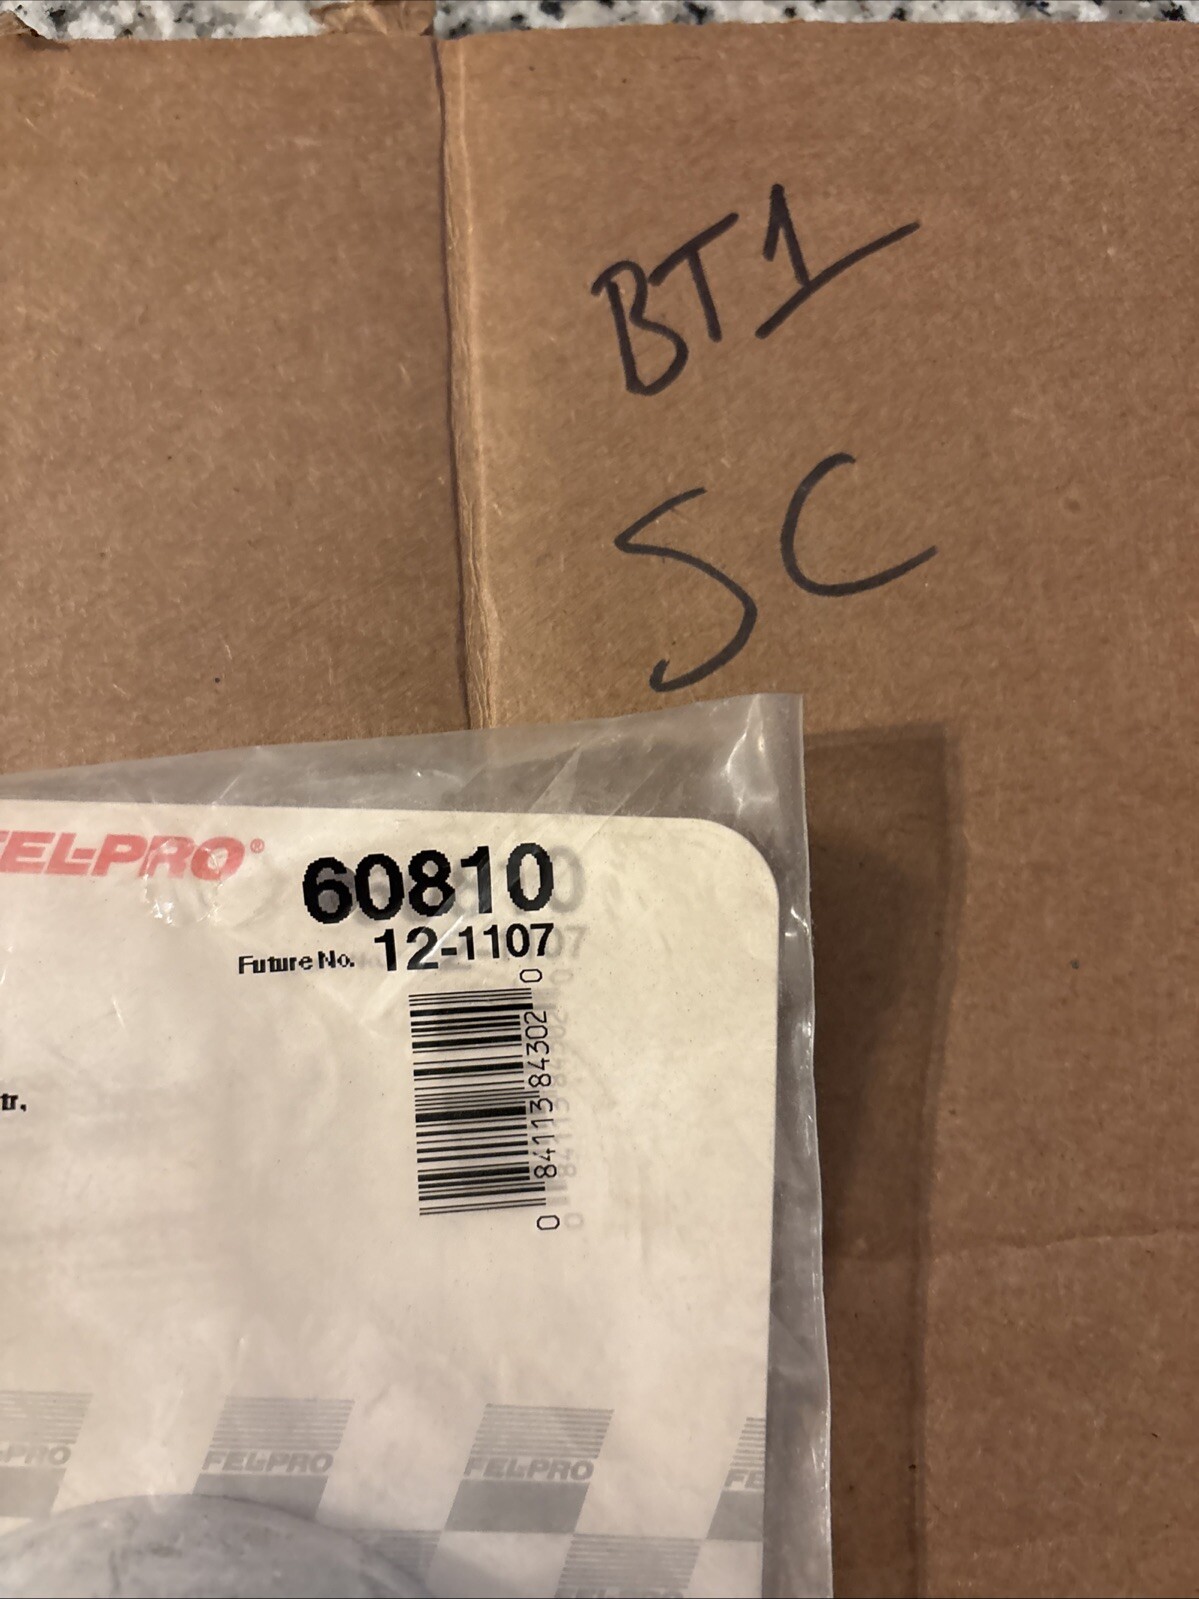 BT1
SC
FEL-PRO®
60810
Future No. 12-1107
0 84113 84302 0
tr.
FEL-PRO FEL-PRO